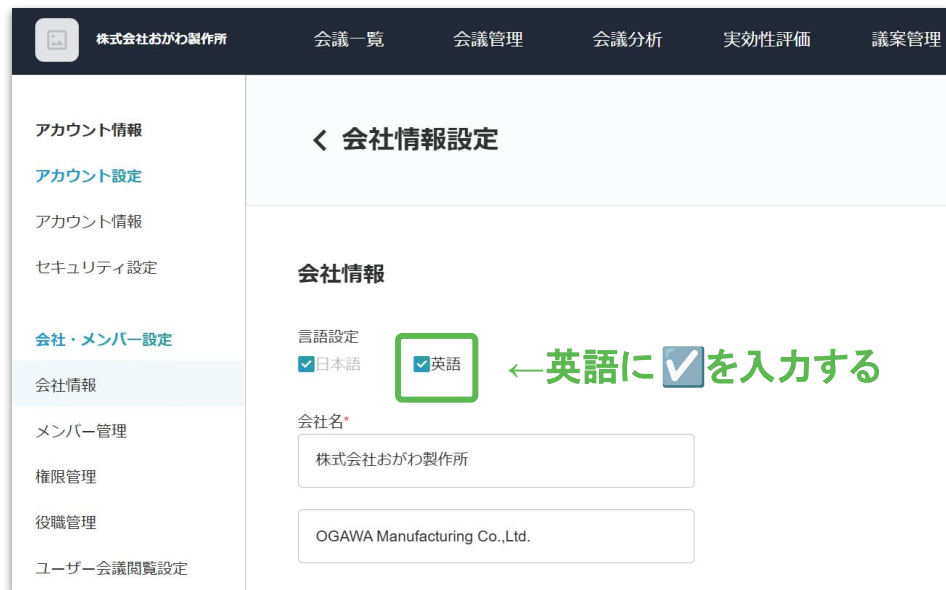 株式会社おがわ製作所 会議一覧 会議管理 会議分析 実効性評価 議案管理
アカウント情報
アカウント設定
アカウント情報
セキュリティ設定
会社・メンバー設定
会社情報
メンバー管理
権限管理
役職管理
ユーザー会議閲覧設定
会社情報設定
会社情報
言語設定
日本語 英語 ←英語に☑を入力する
会社名*
株式会社おがわ製作所
OGAWA Manufacturing Co.,Ltd.